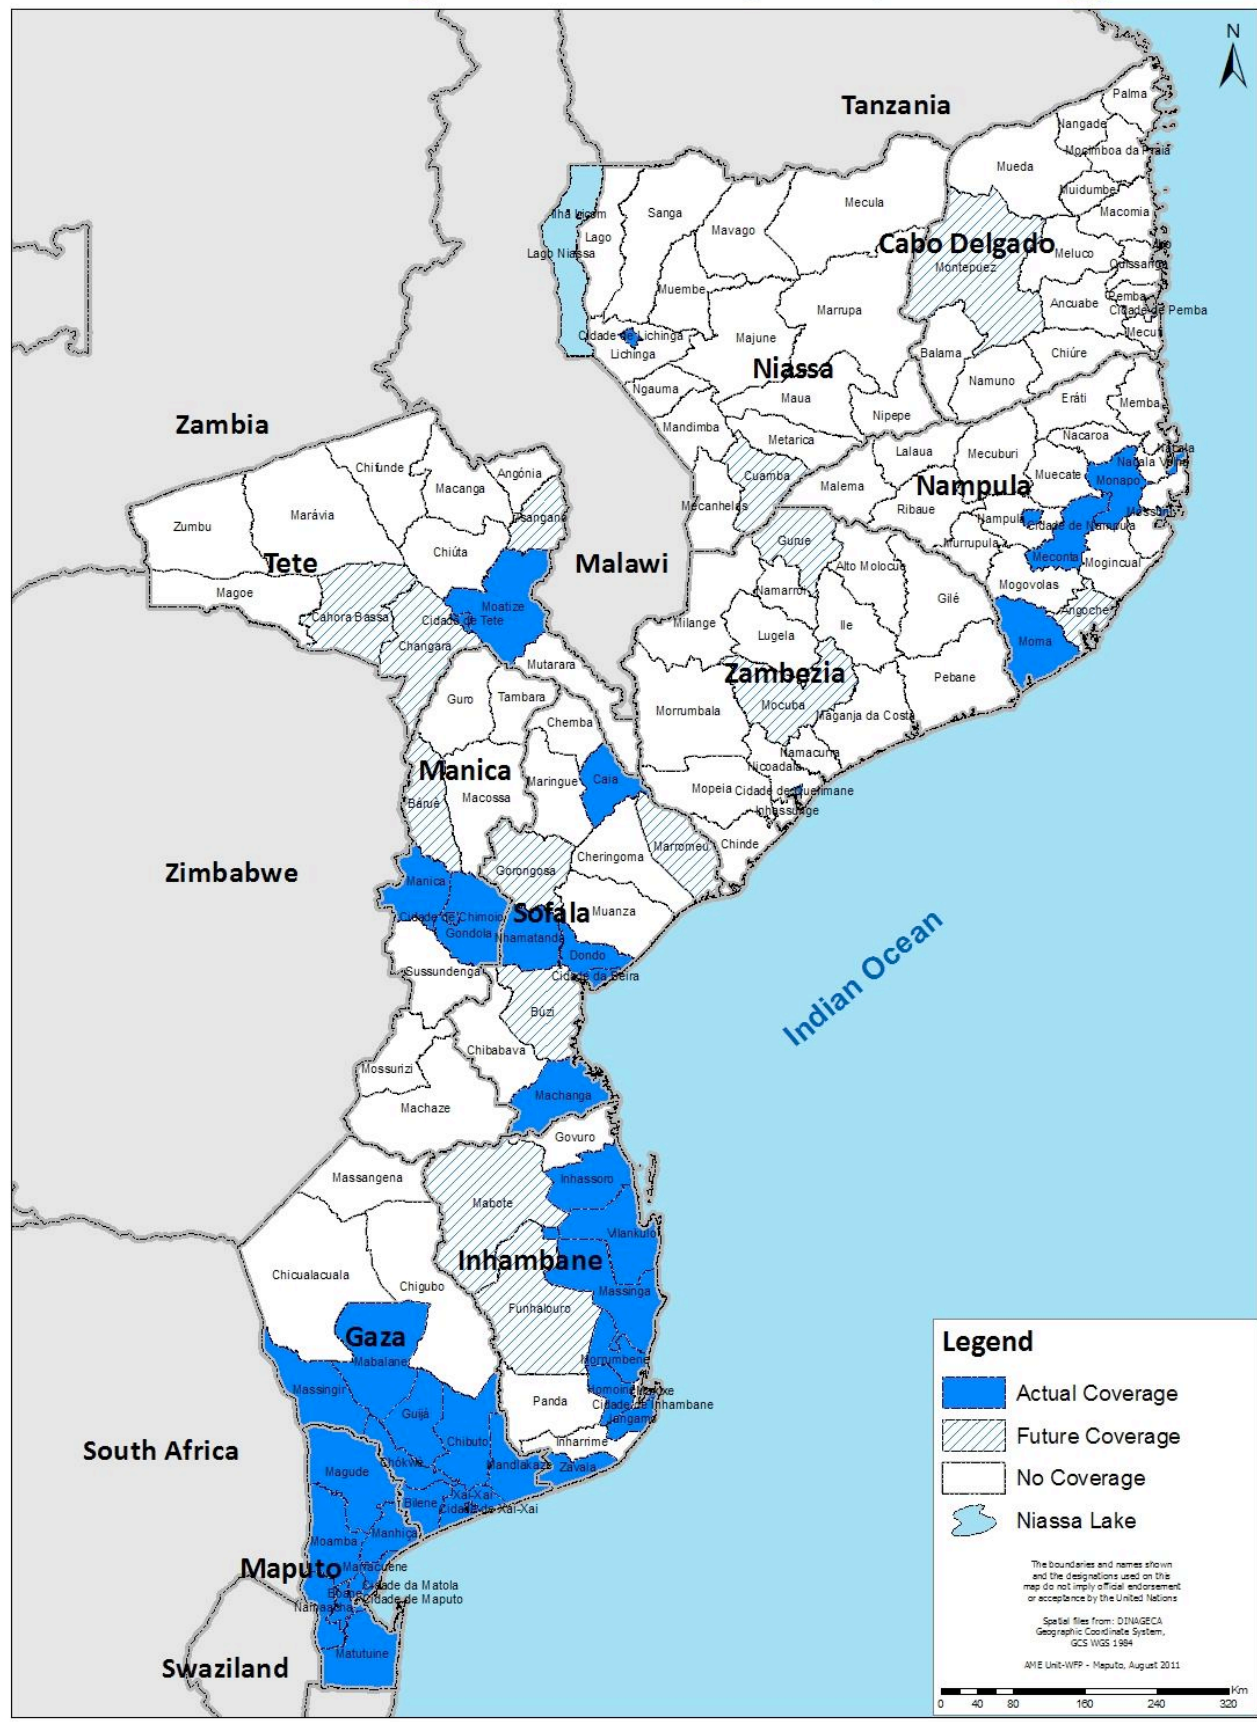 N
Tanzania
Palma
Nangade
Moçimboa da Praia
Mueda
Muidumbe
Mecula
Sanga
Macomia
Mavago
Lago
Cabo Delgado
Lago Niassa
Meluco
Montepuez
Muembe
Pemba
Ancuabe
Marrupa
Cidade de Pemba
Cidade de Lichinga
Majune
Mecufi
Lichinga
Balama
Chiúre
Niassa
Namuno
Ngauma
Maua
Eráti
Memba
Nipepe
Zambia
Mandimba
Metarica
Nacaroa
Lalaua
Mecuburi
Nacala
Nacala Velha
Chifunde
Angónia
Cuamba
Muecate
Monapo
Macanga
Malema
Nampula
Mecanhelas
Ribaue
Marávia
Tsangano
Nampula
Zumbu
Cidade de Nampula
Gurue
Murrupula
Chiúta
Meconta
Tete
Malawi
Alto Molocue
Mogincual
Mogovolas
Magoe
Namarroi
Gilé
Moatize
Angoche
Cahora Bassa
Cidade de Tete
Milange
Ile
Lugela
Moma
Changara
Mutarara
Zambezia
Pebane
Guro
Tambara
Morrumbala
Mocuba
Maganja da Costa
Chemba
Namacurra
Nicoadala
Manica
Maringue
Caia
Mopeia
Cidade de Quelimane
Macossa
Barue
Inhassunge
Chinde
Marromeu
Cheringoma
Zimbabwe
Gorongosa
Manica
Sofala
Muanza
Cidade de Chimoio
Gondola
Nhamatanda
Dondo
Sussundenga
Cidade da Beira
Indian Ocean
Búzi
Chibabava
Mossurizi
Machanga
Machaze
Govuro
Massangena
Inhassoro
Mabote
Vilankulo
Inhambane
Chicualacuala
Chigubo
Massinga
Funhalouro
Gaza
Mabalane
Morrumbene
Massingir
Homoine
Panda
Cidade de Inhambane
Guijá
Jangamo
Chibuto
Inharrime
South Africa
Chókwè
Mandlakaze
Zavala
Magude
Xai-Xai
Bilene
Cidade de Xai-Xai
Manhiça
Moamba
Marracuene
Maputo
Cidade da Matola
Boane
Cidade de Maputo
Namaacha
Matutuine
Swaziland
Legend
Actual Coverage
Future Coverage
No Coverage
Niassa Lake
The boundaries and names shown
and the designations used on this
map do not imply official endorsement
or acceptance by the United Nations
Spatial files from: DINAGECA
Geographic Coordinate System,
GCS WGS 1984
AME Unit-WFP - Maputo, August 2011
Km
0 40 80 160 240 320